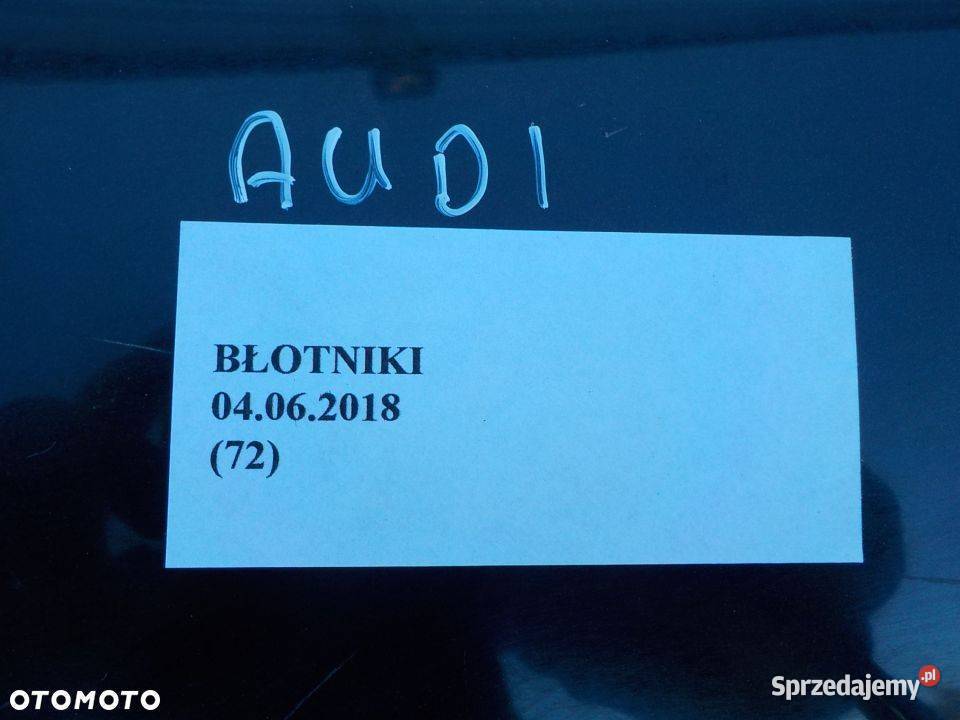 AUDI
BŁOTNIKI
04.06.2018
(72)
OTOMOTO
Sprzedajemy.pl